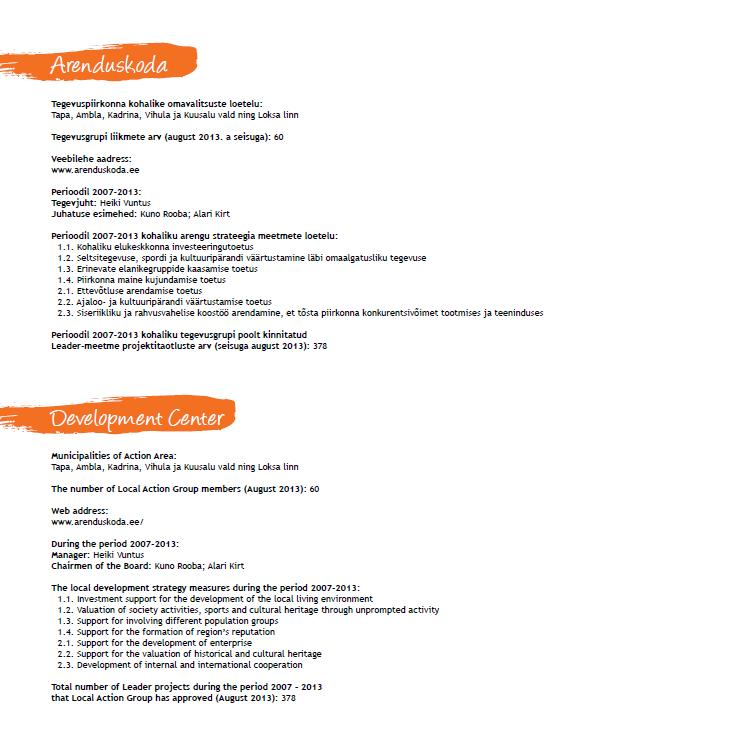 Arenduskoda
Tegevuspiirkonna kohalike omavalitsuste loetelu:
Tapa, Ambla, Kadrina, Vihula ja Kuusalu vald ning Loksa linn
Tegevusgrupi liikmete arv (august 2013. a seisuga): 60
Veebilehe aadress:
www.arenduskoda.ee
Perioodil 2007-2013:
Tegevjuht: Heiki Vuntus
Juhatuse esimehed: Kuno Rooba; Alari Kirt
Perioodil 2007-2013 kohaliku arengu strateegia meetmete loetelu:
1.1. Kohaliku elukeskkonna investeeringutoetus
1.2. Seltsitegevuse, spordi ja kultuuripärandi väärtustamine läbi omaalgatusliku tegevuse
1.3. Erinevate elanikegruppide kaasamise toetus
1.4. Piirkonna maine kujundamise toetus
2.1. Ettevõtluse arendamise toetus
2.2. Ajaloo- ja kultuuripärandi väärtustamise toetus
2.3. Siseriikliku ja rahvusvahelise koostöö arendamine, et tõsta piirkonna konkurentsivõimet tootmises ja teeninduses
Perioodil 2007-2013 kohaliku tegevusgrupi poolt kinnitatud
Leader-meetme projektitaotluste arv (seisuga august 2013): 378
Development Center
Municipalities of Action Area:
Tapa, Ambla, Kadrina, Vihula ja Kuusalu vald ning Loksa linn
The number of Local Action Group members (August 2013): 60
Web address:
www.arenduskoda.ee/
During the period 2007-2013:
Manager: Heiki Vuntus
Chairmen of the Board: Kuno Rooba; Alari Kirt
The local development strategy measures during the period 2007-2013:
1.1. Investment support for the development of the local living environment
1.2. Valuation of society activities, sports and cultural heritage through unprompted activity
1.3. Support for involving different population groups
1.4. Support for the formation of region's reputation
2.1. Support for the development of enterprise
2.2. Support for the valuation of historical and cultural heritage
2.3. Development of internal and international cooperation
Total number of Leader projects during the period 2007 - 2013
that Local Action Group has approved (August 2013): 378